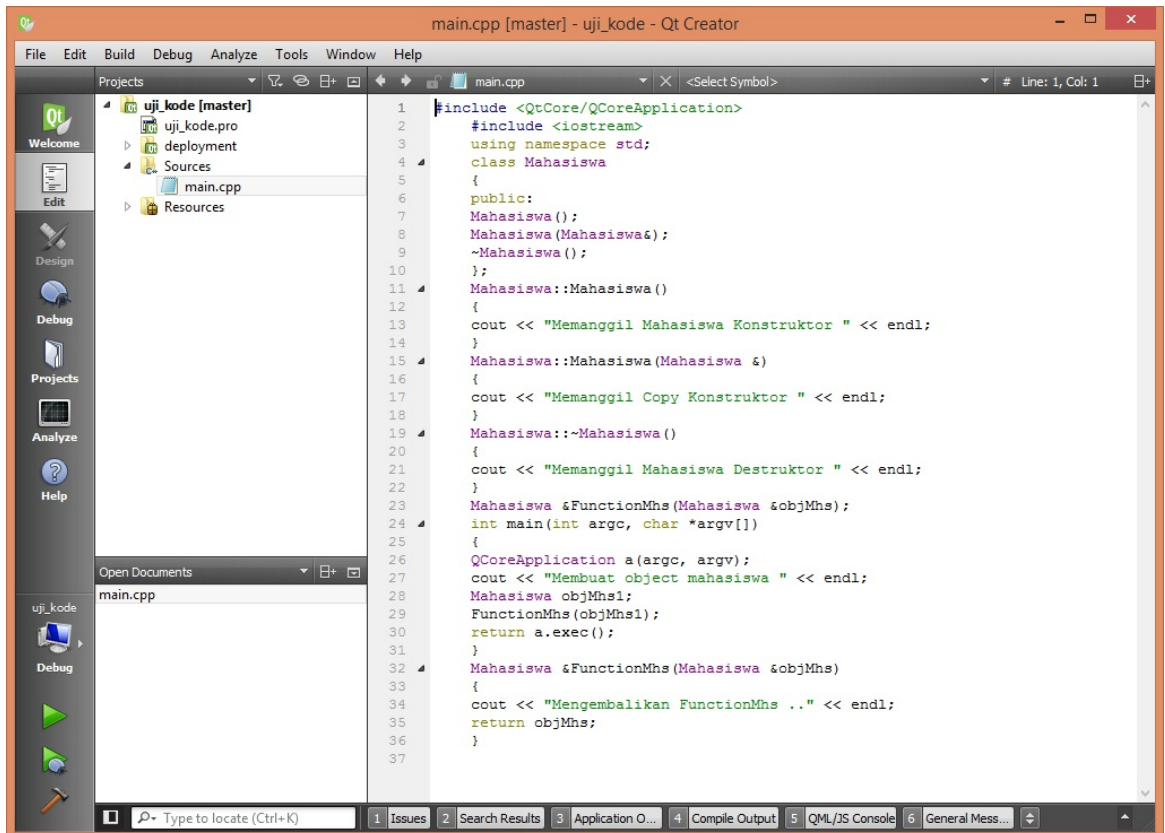 main.cpp [master] - uji_kode - Qt Creator
File Edit Build Debug Analyze Tools Window Help
Projects
main.cpp
<Select Symbol>
# Line: 1, Col: 1
Welcome
Edit
Design
Debug
Projects
Analyze
Help
uji_kode
Debug
uji_kode [master]
uji_kode.pro
deployment
Sources
main.cpp
Resources
Open Documents
main.cpp
1 #include <QtCore/QCoreApplication>
2 #include <iostream>
3 using namespace std;
4 class Mahasiswa
5 {
6 public:
7 Mahasiswa();
8 Mahasiswa(Mahasiswa&);
9 ~Mahasiswa();
10 };
11 Mahasiswa::Mahasiswa()
12 {
13 cout << "Memanggil Mahasiswa Konstruktor " << endl;
14 }
15 Mahasiswa::Mahasiswa(Mahasiswa &)
16 {
17 cout << "Memanggil Copy Konstruktor " << endl;
18 }
19 Mahasiswa::~Mahasiswa()
20 {
21 cout << "Memanggil Mahasiswa Destruktor " << endl;
22 }
23 Mahasiswa &FunctionMhs(Mahasiswa &objMhs);
24 int main(int argc, char *argv[])
25 {
26 QCoreApplication a(argc, argv);
27 cout << "Membuat object mahasiswa " << endl;
28 Mahasiswa objMhs1;
29 FunctionMhs(objMhs1);
30 return a.exec();
31 }
32 Mahasiswa &FunctionMhs(Mahasiswa &objMhs)
33 {
34 cout << "Mengembalikan FunctionMhs .." << endl;
35 return objMhs;
36 }
37
Type to locate (Ctrl+K)
1 Issues 2 Search Results 3 Application O... 4 Compile Output 5 QML/JS Console 6 General Mess...